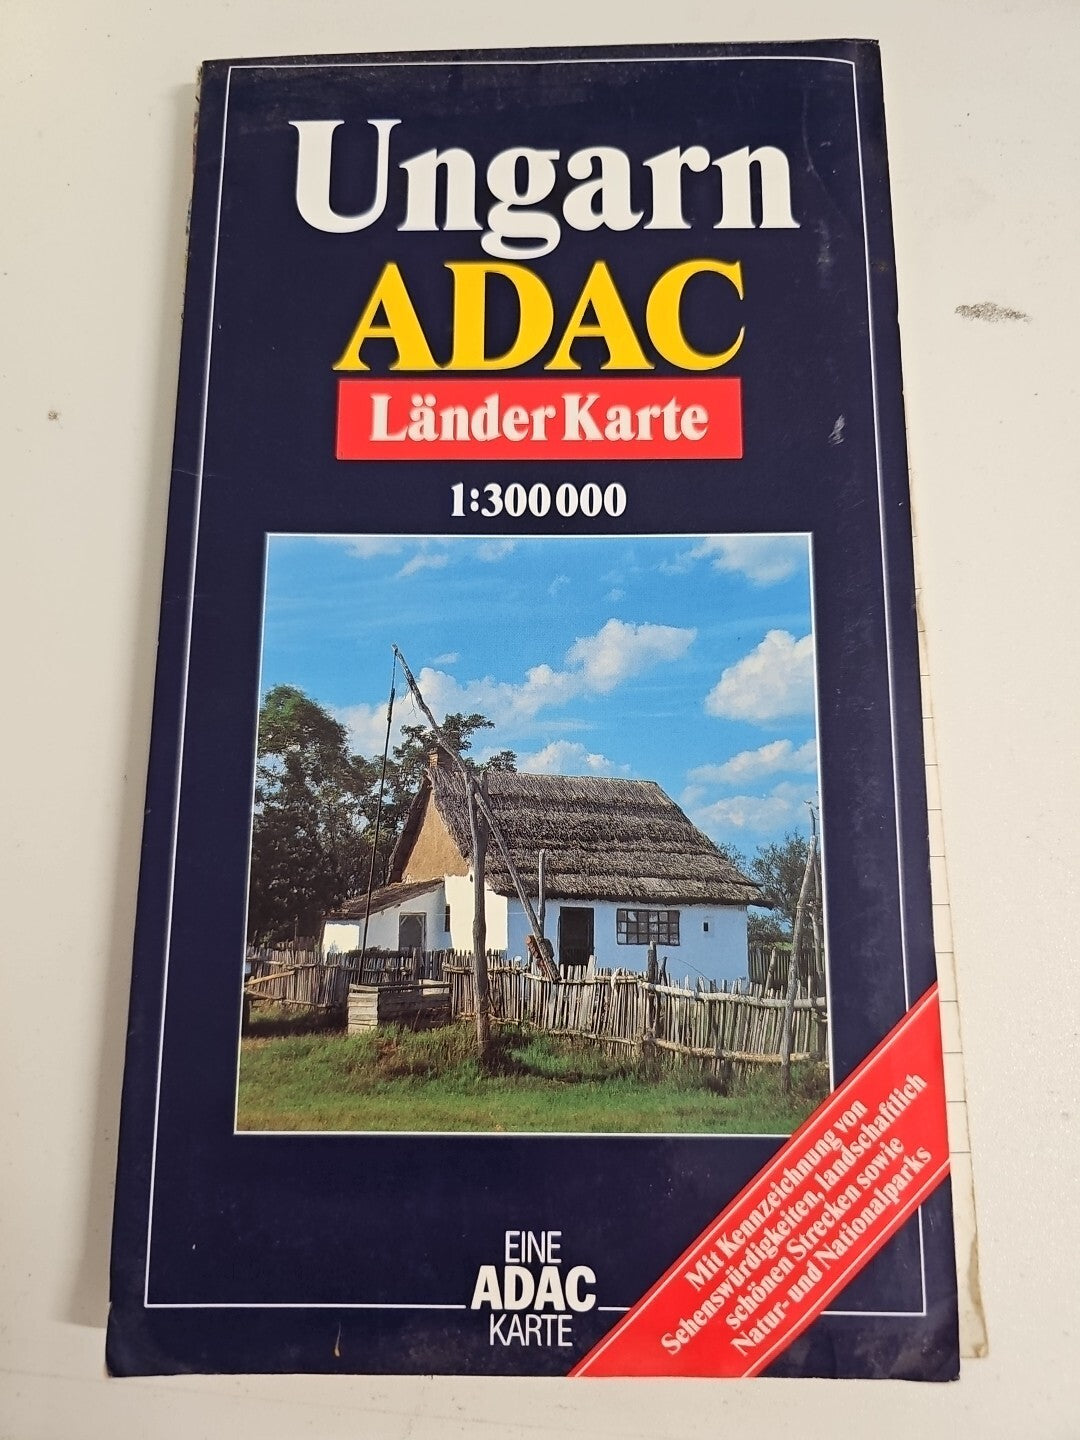 Ungarn
ADAC
Länder Karte
1:300 000
Mit Kennzeichnung von
Sehenswürdigkeiten, landschaftlich
schönen Strecken sowie
Natur- und Nationalparks
EINE
ADAC
KARTE